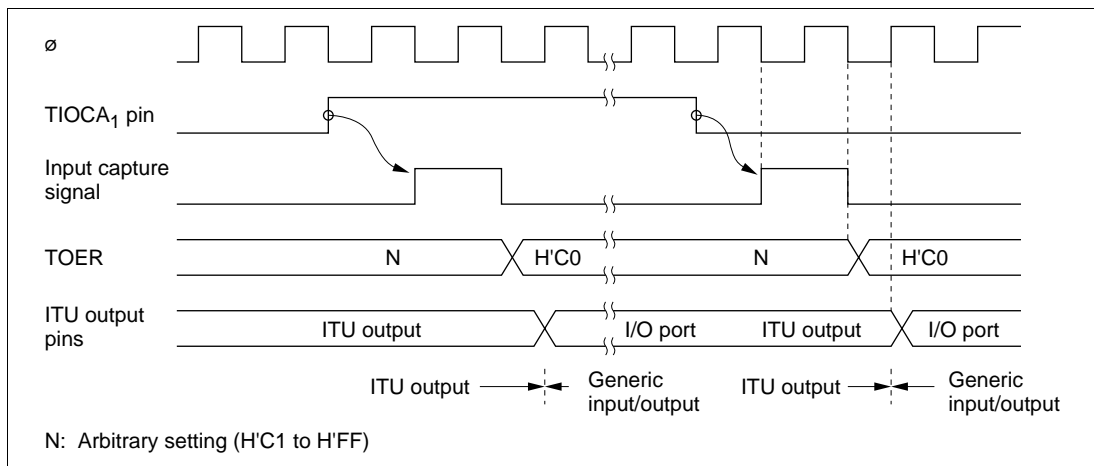 ø
TIOCA1 pin
Input capture
signal
TOER
N
H'C0
N
H'C0
ITU output
pins
ITU output
I/O port
ITU output
I/O port
ITU output
Generic
input/output
ITU output
Generic
input/output
N: Arbitrary setting (H'C1 to H'FF)